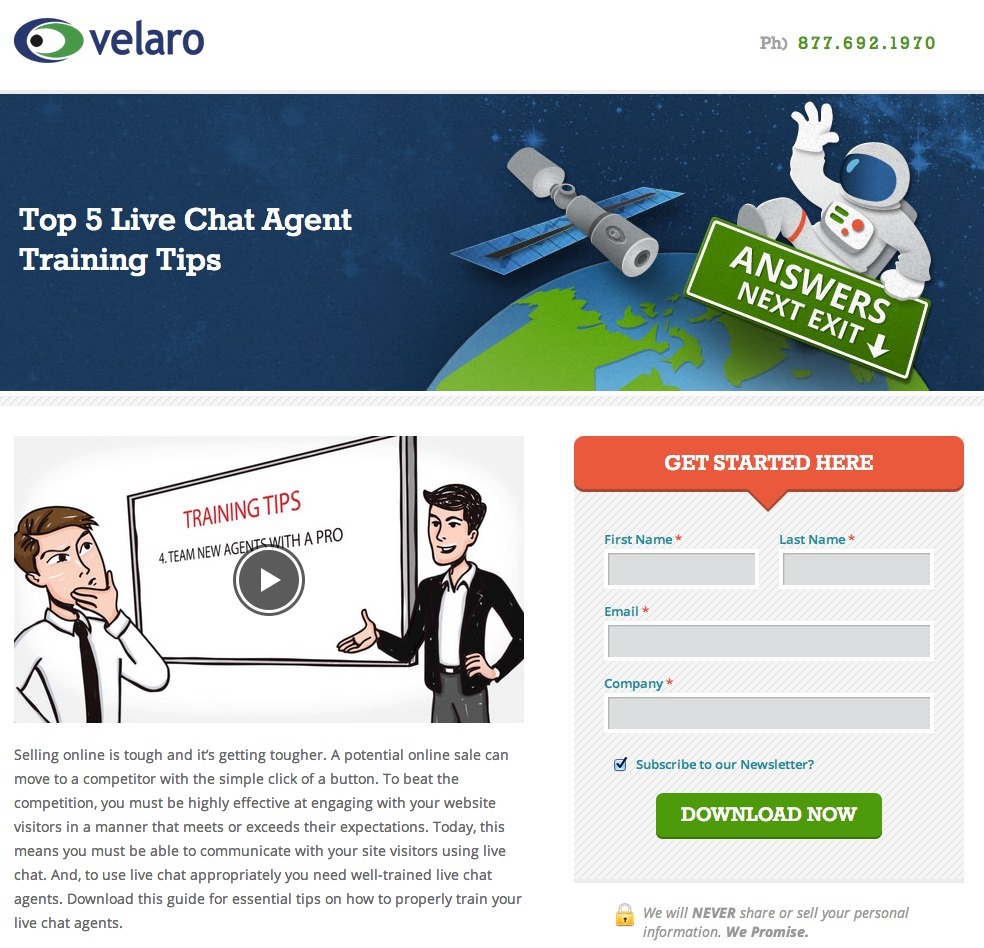 velaro
Ph) 877.692.1970
Top 5 Live Chat Agent
Training Tips
ANSWERS
NEXT EXIT
TRAINING TIPS
4. TEAM NEW AGENTS WITH A PRO
Selling online is tough and it's getting tougher. A potential online sale can
move to a competitor with the simple click of a button. To beat the
competition, you must be highly effective at engaging with your website
visitors in a manner that meets or exceeds their expectations. Today, this
means you must be able to communicate with your site visitors using live
chat. And, to use live chat appropriately you need well-trained live chat
agents. Download this guide for essential tips on how to properly train your
live chat agents.
GET STARTED HERE
First Name *
Last Name *
Email *
Company *
Subscribe to our Newsletter?
DOWNLOAD NOW
We will NEVER share or sell your personal
information. We Promise.